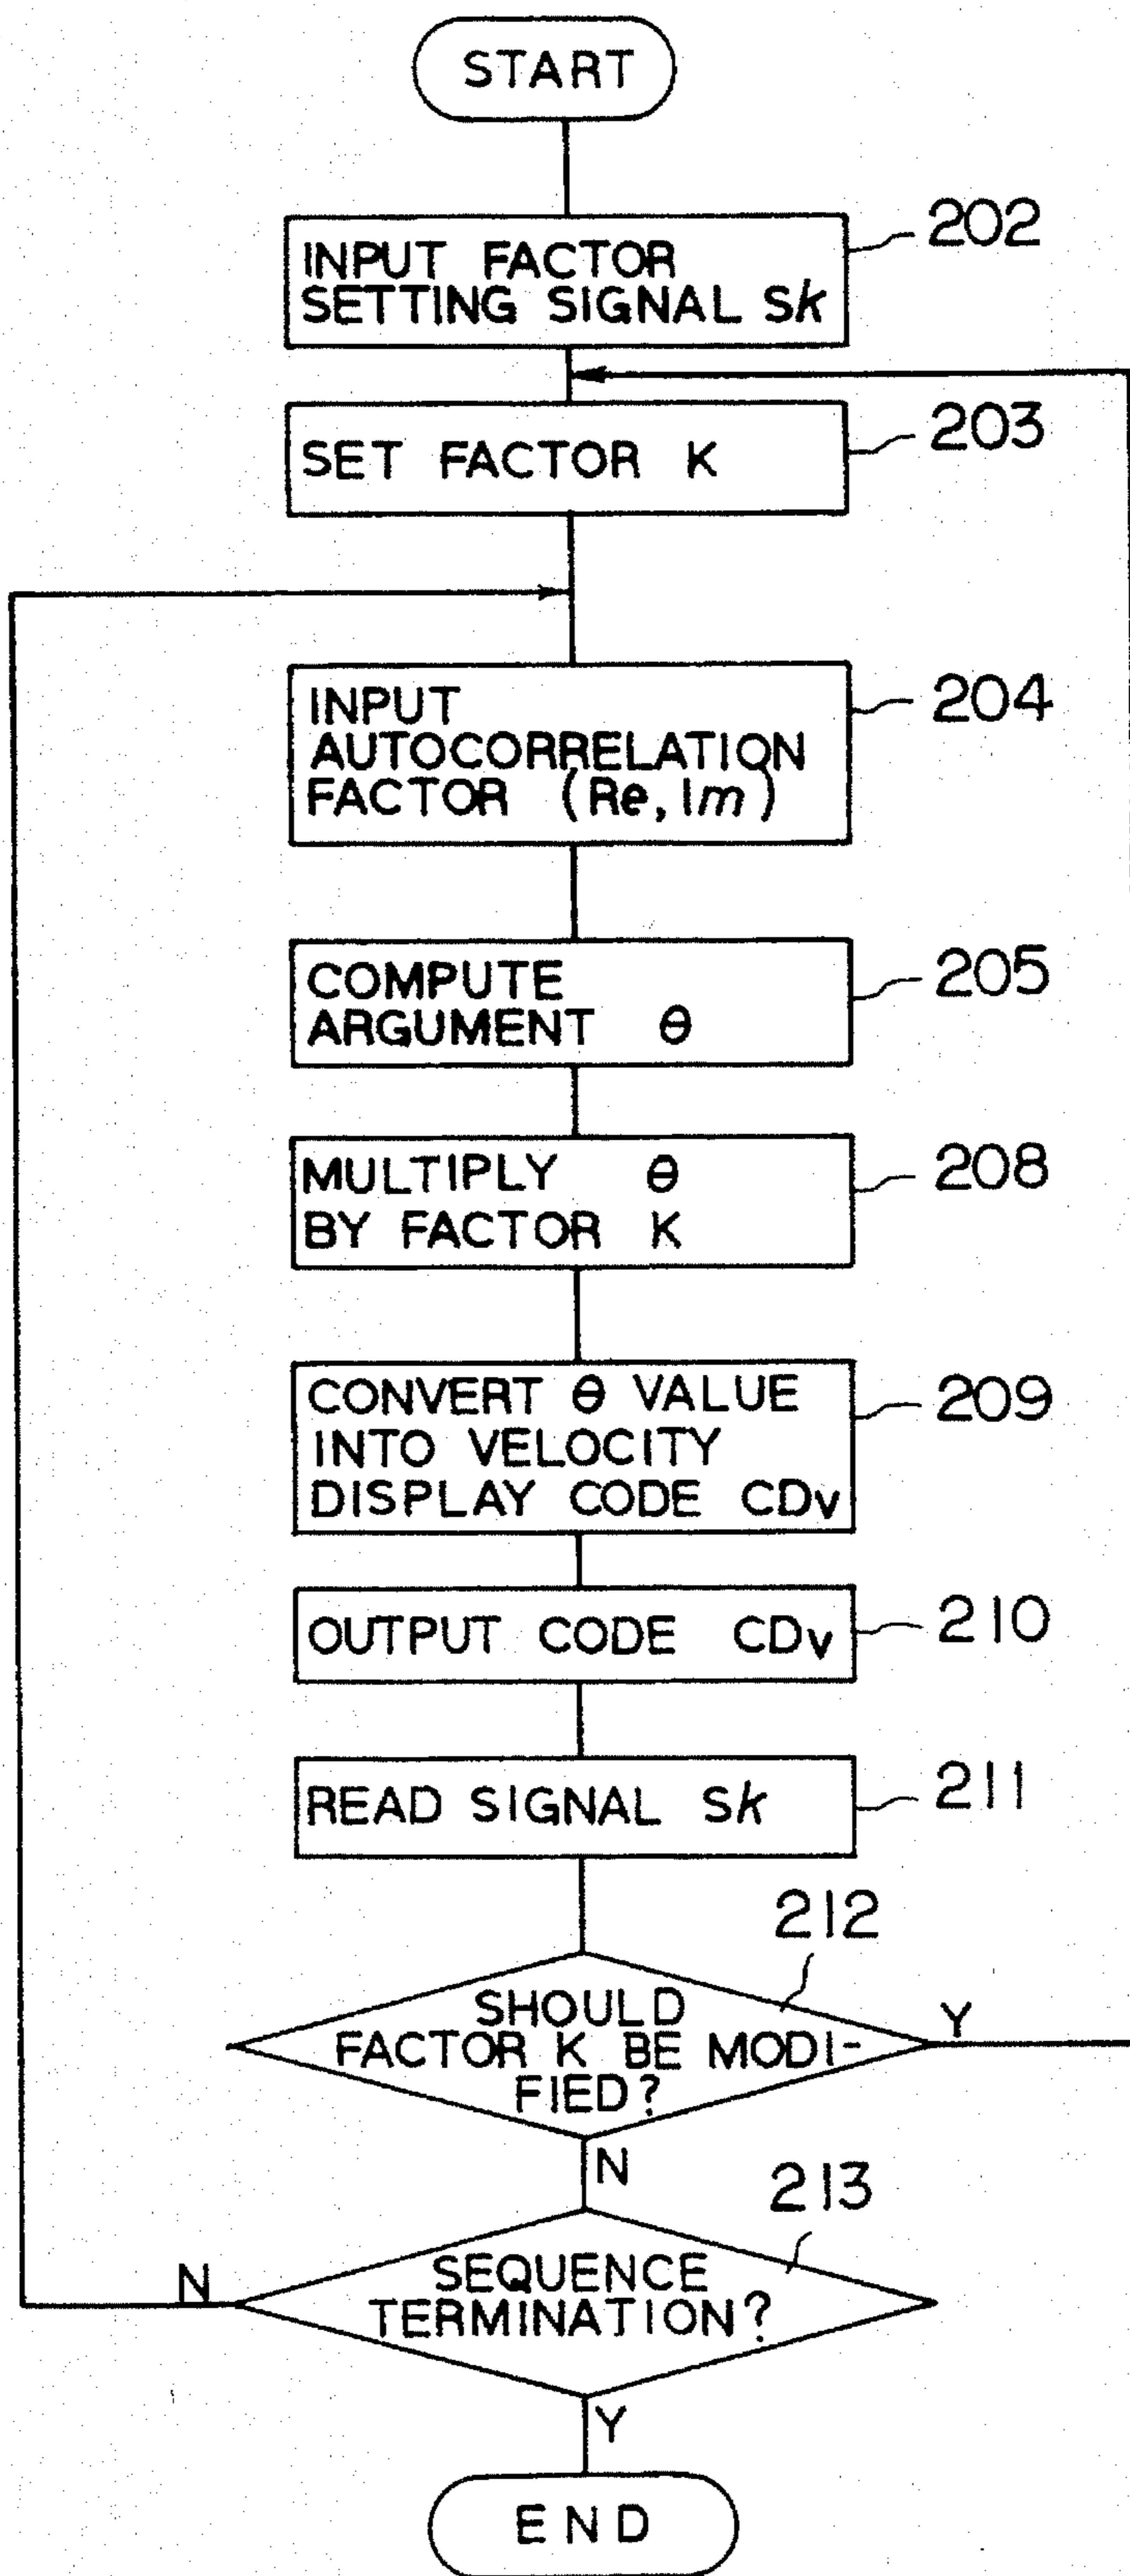 START
202
INPUT FACTOR
SETTING SIGNAL Sk
203
SET FACTOR K
204
INPUT
AUTOCORRELATION
FACTOR (Re, Im)
205
COMPUTE
ARGUMENT θ
208
MULTIPLY θ
BY FACTOR K
209
CONVERT θ VALUE
INTO VELOCITY
DISPLAY CODE CDv
210
OUTPUT CODE CDv
211
READ SIGNAL Sk
212
SHOULD
FACTOR K BE MODI-
FIED?
Y
N
213
SEQUENCE
TERMINATION?
N
Y
END